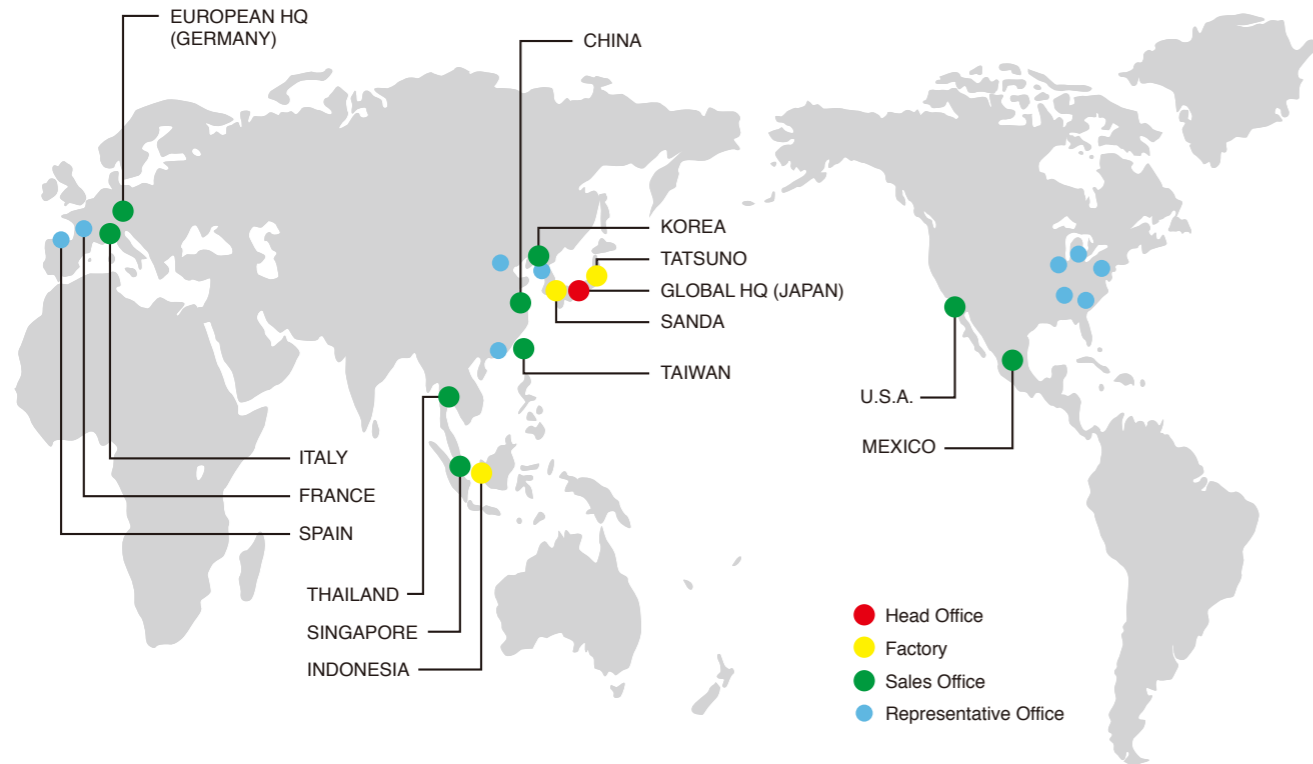 EUROPEAN HQ
(GERMANY)
CHINA
KOREA
TATSUNO
GLOBAL HQ (JAPAN)
SANDA
TAIWAN
U.S.A.
MEXICO
ITALY
FRANCE
SPAIN
THAILAND
SINGAPORE
INDONESIA
Head Office
Factory
Sales Office
Representative Office